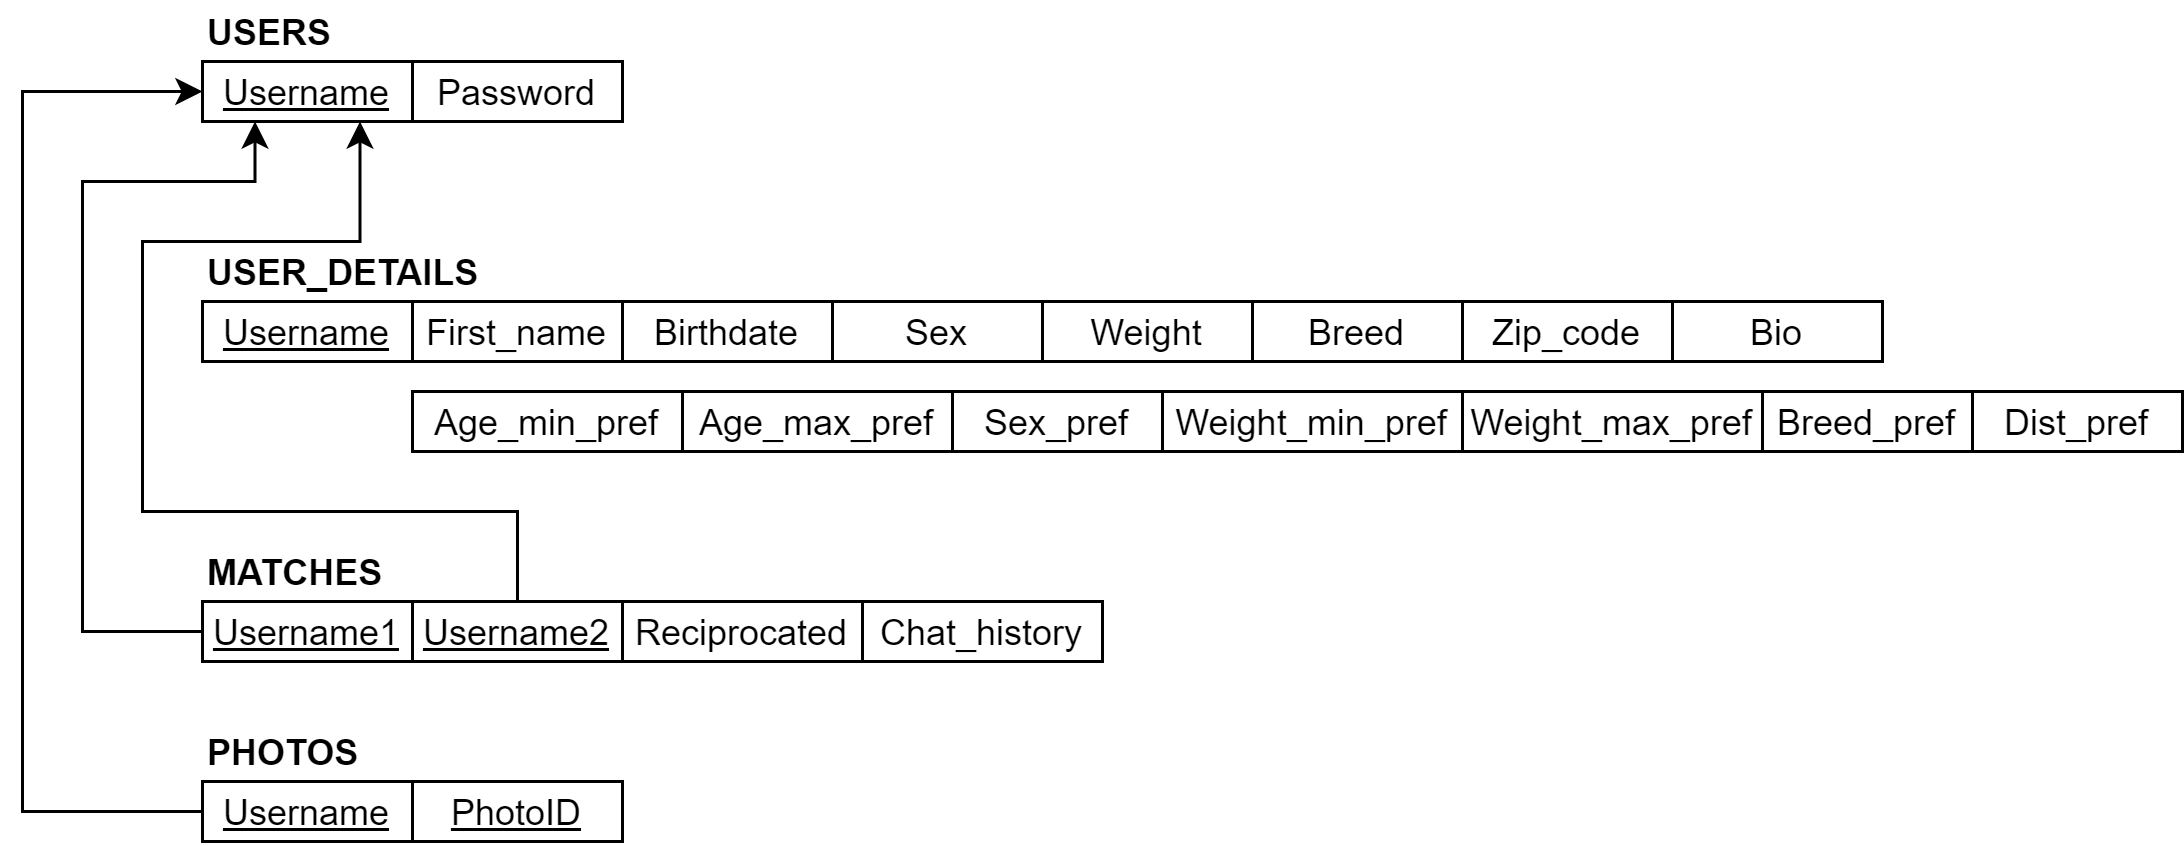 USERS
Username Password
USER_DETAILS
Username First_name Birthdate Sex Weight Breed Zip_code Bio
Age_min_pref Age_max_pref Sex_pref Weight_min_pref Weight_max_pref Breed_pref Dist_pref
MATCHES
Username1 Username2 Reciprocated Chat_history
PHOTOS
Username PhotoID